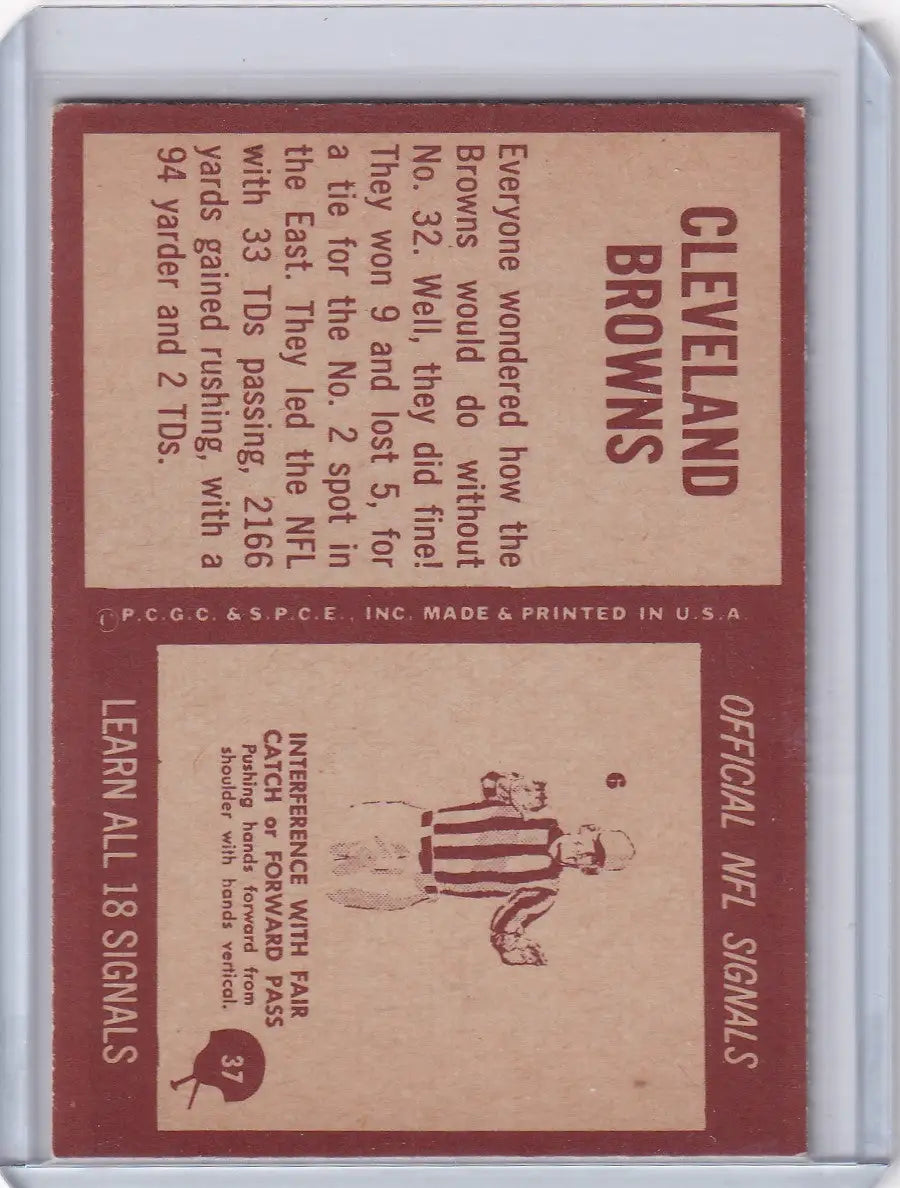 CLEVELAND
BROWNS
Everyone wondered how the
Browns would do without
No. 32. Well, they did fine!
They won 9 and lost 5, for
a tie for the No. 2 spot in
the East. They led the NFL
with 33 TDs passing, 2166
yards gained rushing, with a
94 yarder and 2 TDs.
©P.C.G.C. & S.P.C.E., INC. MADE & PRINTED IN U.S.A.
OFFICIAL NFL SIGNALS
6
INTERFERENCE WITH FAIR
CATCH or FORWARD PASS
Pushing hands forward from
shoulder with hands vertical.
37
LEARN ALL 18 SIGNALS